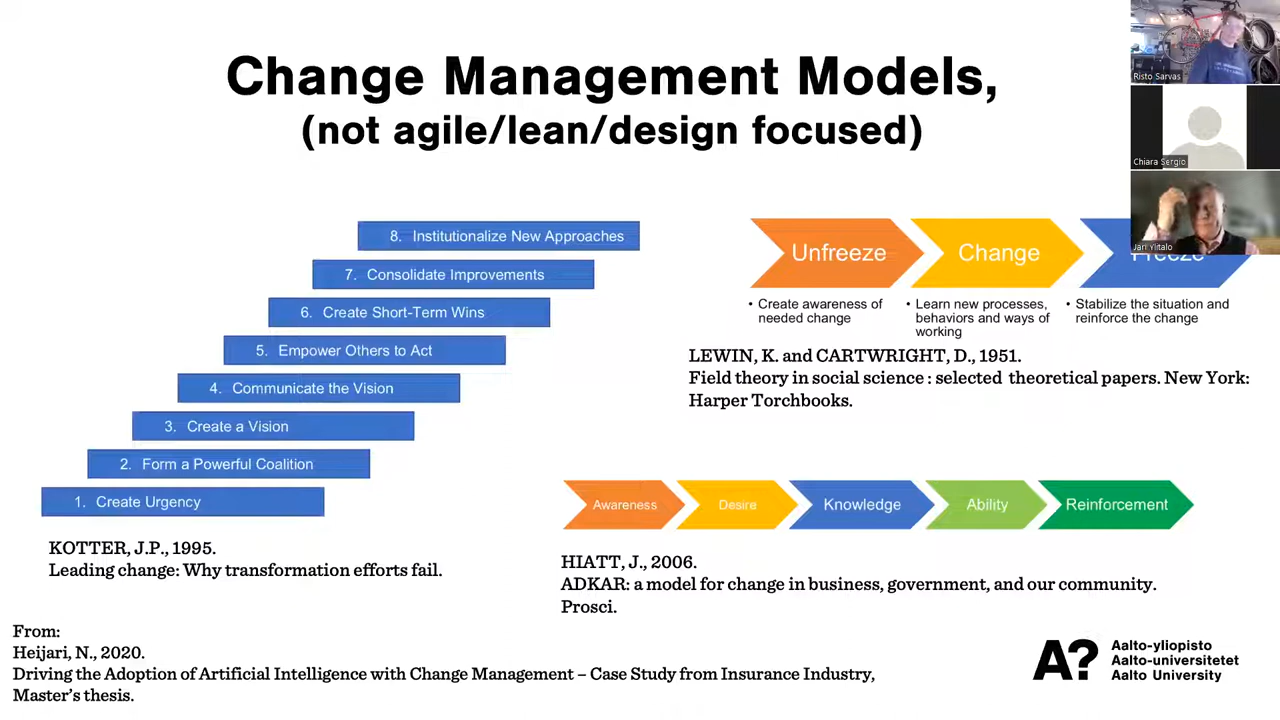 Change Management Models,
(not agile/lean/design focused)
Risto Sarvas
Chiara Sergio
Jari Ylitalo
8. Institutionalize New Approaches
7. Consolidate Improvements
6. Create Short-Term Wins
5. Empower Others to Act
4. Communicate the Vision
3. Create a Vision
2. Form a Powerful Coalition
1. Create Urgency
KOTTER, J.P., 1995.
Leading change: Why transformation efforts fail.
Unfreeze
Change
Freeze
• Create awareness of
needed change
• Learn new processes,
behaviors and ways of
working
• Stabilize the situation and
reinforce the change
LEWIN, K. and CARTWRIGHT, D., 1951.
Field theory in social science : selected theoretical papers. New York:
Harper Torchbooks.
Awareness
Desire
Knowledge
Ability
Reinforcement
HIATT, J., 2006.
ADKAR: a model for change in business, government, and our community.
Prosci.
From:
Heijari, N., 2020.
Driving the Adoption of Artificial Intelligence with Change Management – Case Study from Insurance Industry,
Master's thesis.
A?
Aalto-yliopisto
Aalto-universitetet
Aalto University